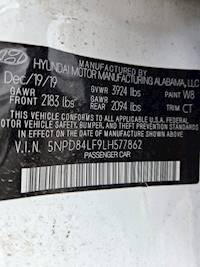 HYUNDAI MOTOR MANUFACTURING ALABAMA, LLC
Dec/19/19 GVWR 3924 lbs PAINT W8
GAWR FRONT 2183 lbs GAWR REAR 2094 lbs TRIM CT
THIS VEHICLE CONFORMS TO ALL APPLICABLE
U.S. FEDERAL MOTOR VEHICLE SAFETY
BUMPER, AND THEFT PREVENTION STANDARDS
IN EFFECT ON THE DATE OF MANUFACTURE
SHOWN ABOVE.
V.I.N. 5NPD84LF9LH577862
PASSENGER CAR